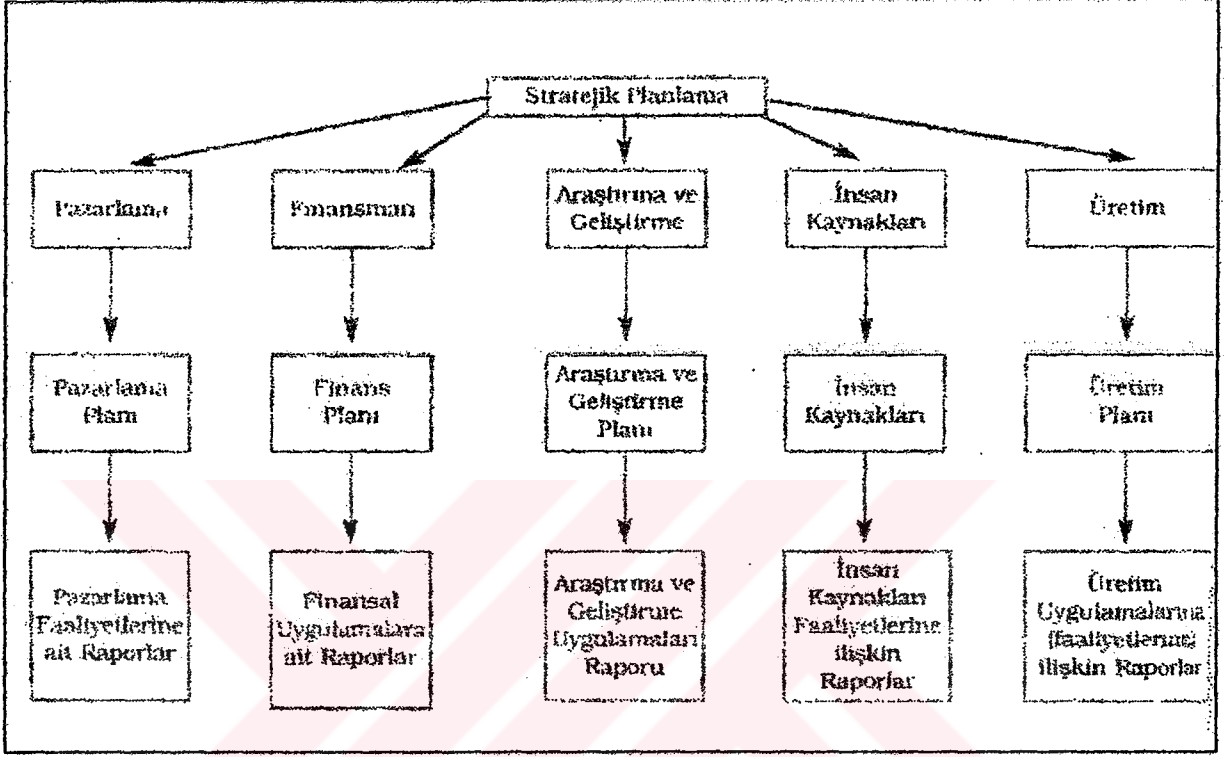 Stratejik Planlama
Pazarlama
Finansman
Araştırma ve
Geliştirme
İnsan
Kaynakları
Üretim
Pazarlama
Planı
Finans
Planı
Araştırma ve
Geliştirme
Planı
İnsan
Kaynakları
Üretim
Planı
Pazarlama
Faaliyetlerine
ait Raporlar
Finansal
Uygulamalara
ait Raporlar
Araştırma ve
Geliştirme
Uygulamaları
Raporu
İnsan
Kaynakları
Faaliyetlerine
ilişkin
Raporlar
Üretim
Uygulamalarına
ilişkin Raporlar